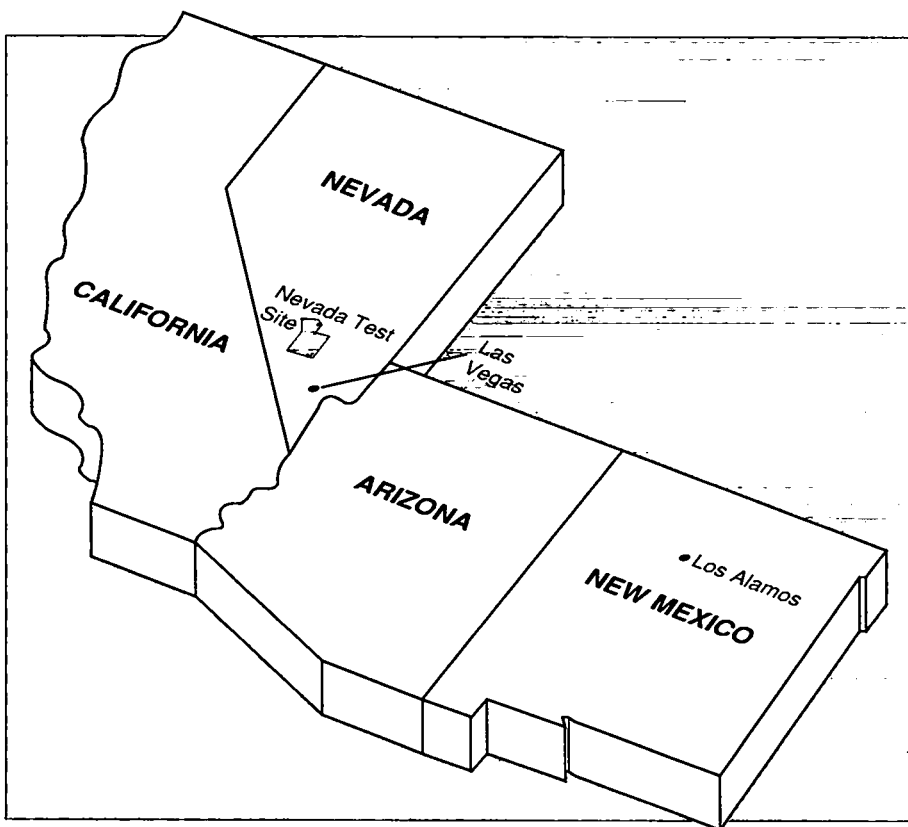 NEVADA
CALIFORNIA
Nevada Test
Site
Las
Vegas
ARIZONA
Los Alamos
NEW MEXICO